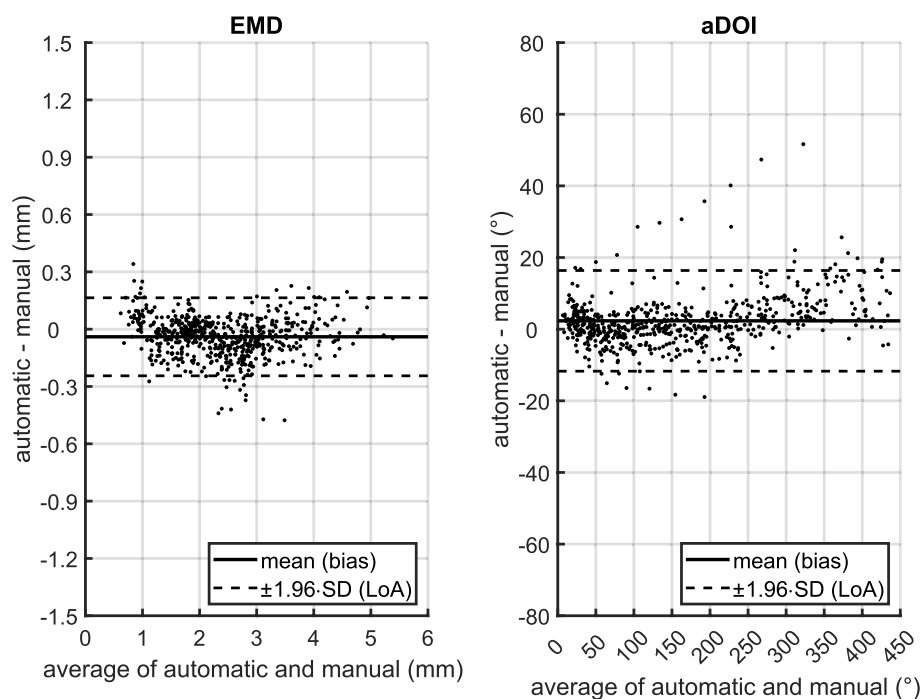 EMD
1.5
1.2
0.9
0.6
0.3
0
-0.3
-0.6
-0.9
-1.2
-1.5
automatic - manual (mm)
mean (bias)
±1.96·SD (LoA)
0 1 2 3 4 5 6
average of automatic and manual (mm)
aDOI
80
60
40
20
0
-20
-40
-60
-80
automatic - manual (°)
mean (bias)
±1.96·SD (LoA)
0 50 100 150 200 250 300 350 400 450
average of automatic and manual (°)